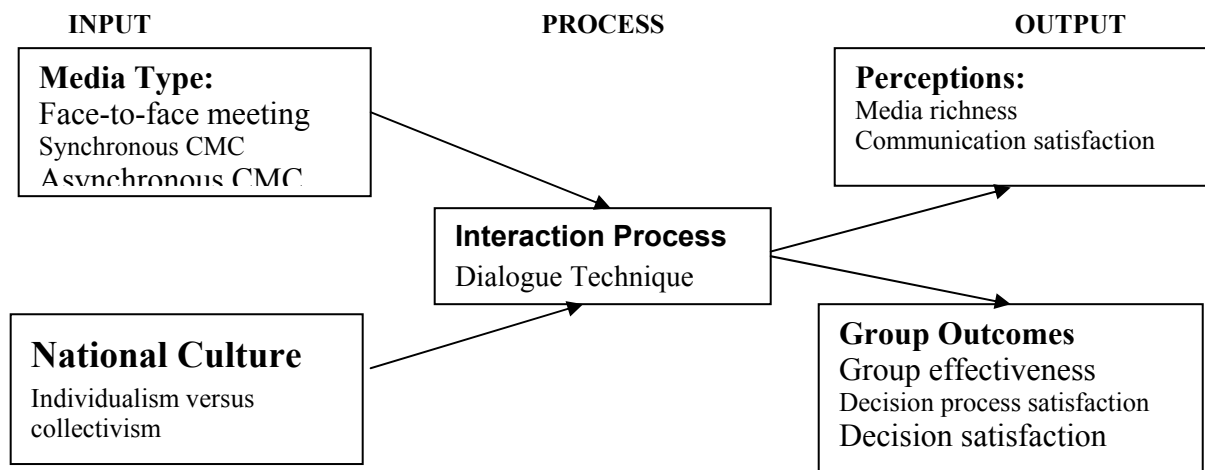 INPUT PROCESS OUTPUT
Media Type:
Face-to-face meeting
Synchronous CMC
Asynchronous CMC
National Culture
Individualism versus
collectivism
Interaction Process
Dialogue Technique
Perceptions:
Media richness
Communication satisfaction
Group Outcomes
Group effectiveness
Decision process satisfaction
Decision satisfaction